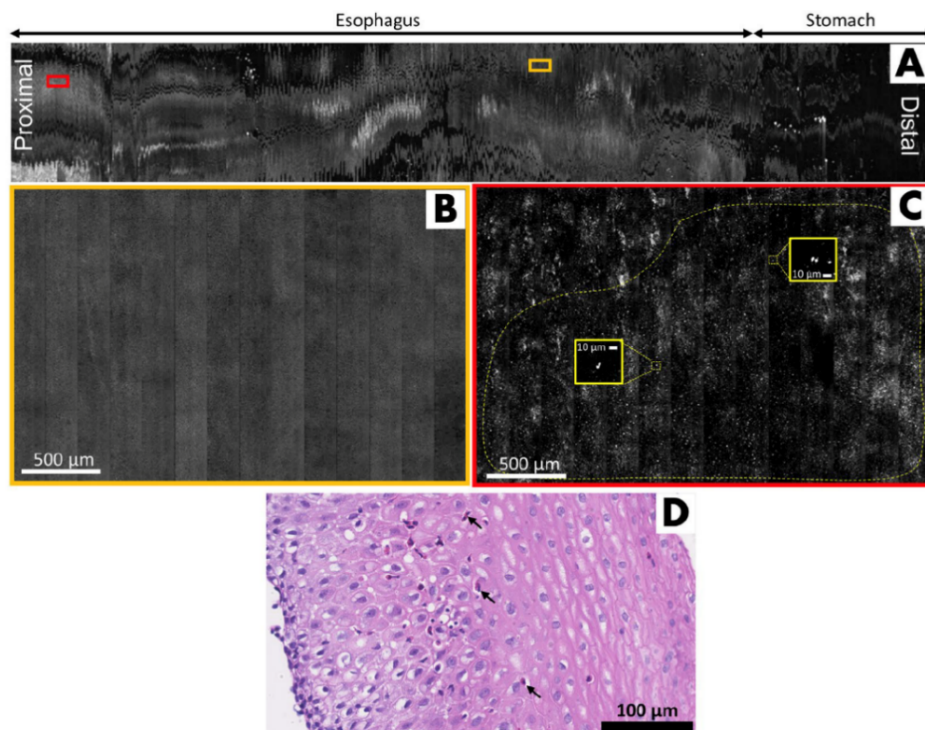 Esophagus
Stomach
Proximal
A
Distal
B
500 µm
C
10 µm
10 µm
500 µm
D
100 µm